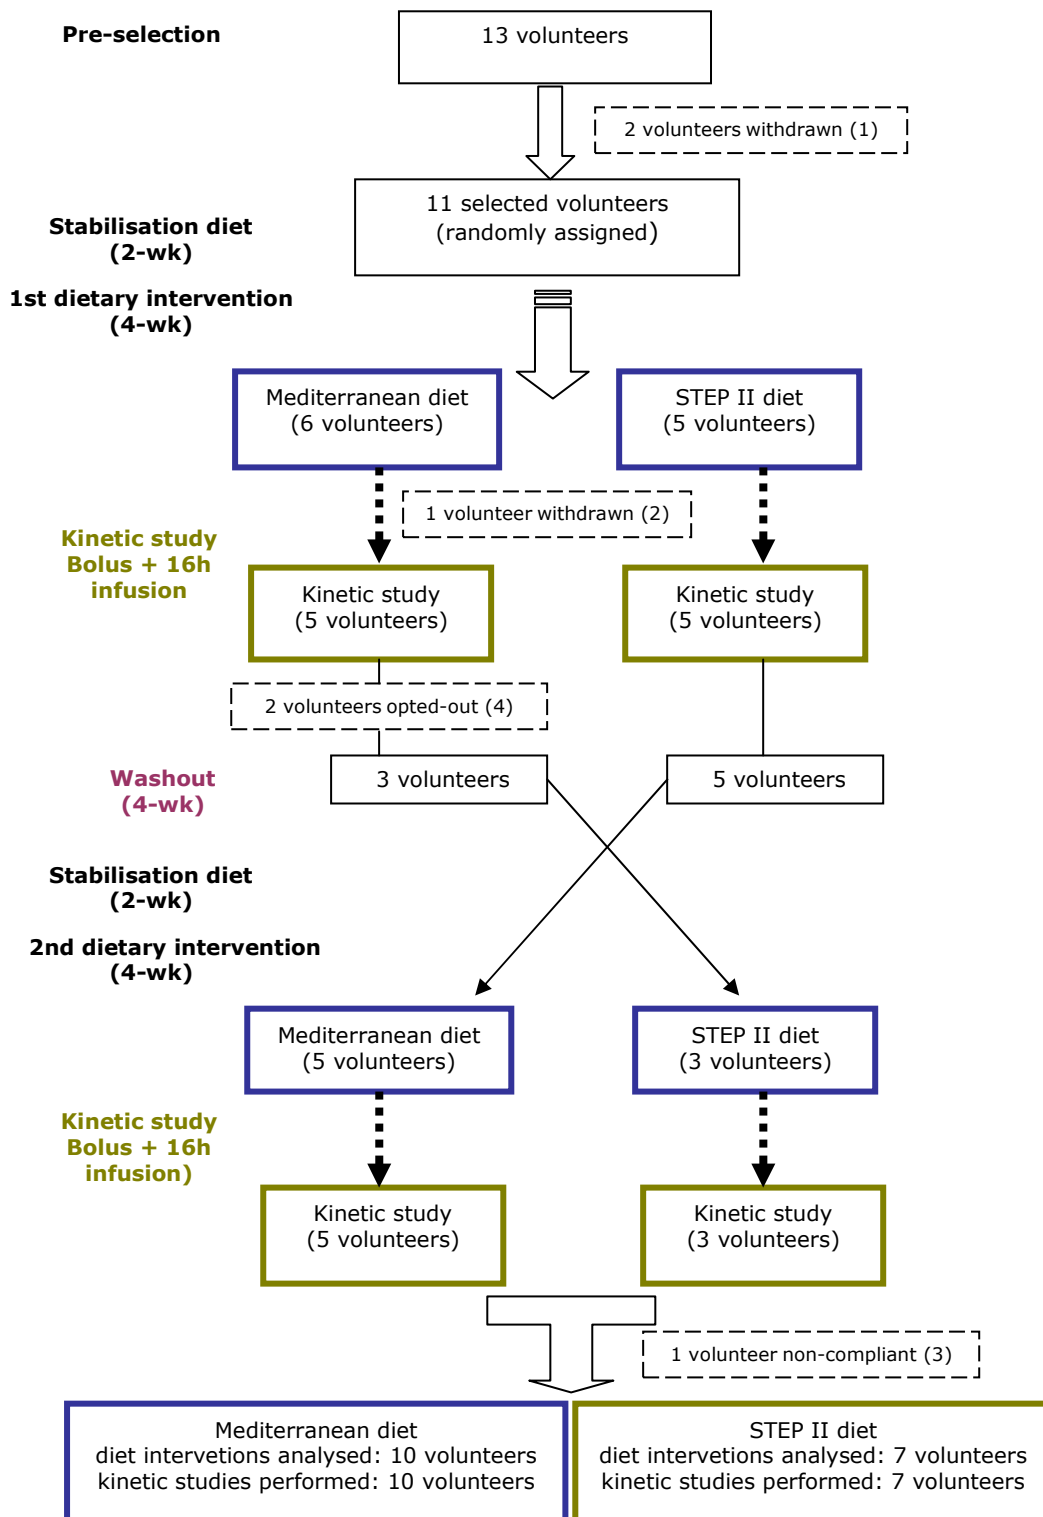 Pre-selection
13 volunteers
2 volunteers withdrawn (1)
11 selected volunteers
(randomly assigned)
Stabilisation diet
(2-wk)
1st dietary intervention
(4-wk)
Mediterranean diet
(6 volunteers)
STEP II diet
(5 volunteers)
1 volunteer withdrawn (2)
Kinetic study
Bolus + 16h
infusion
Kinetic study
(5 volunteers)
Kinetic study
(5 volunteers)
2 volunteers opted-out (4)
Washout
(4-wk)
3 volunteers
5 volunteers
Stabilisation diet
(2-wk)
2nd dietary intervention
(4-wk)
Mediterranean diet
(5 volunteers)
STEP II diet
(3 volunteers)
Kinetic study
Bolus + 16h
infusion)
Kinetic study
(5 volunteers)
Kinetic study
(3 volunteers)
1 volunteer non-compliant (3)
Mediterranean diet
diet intervetions analysed: 10 volunteers
kinetic studies performed: 10 volunteers
STEP II diet
diet intervetions analysed: 7 volunteers
kinetic studies performed: 7 volunteers